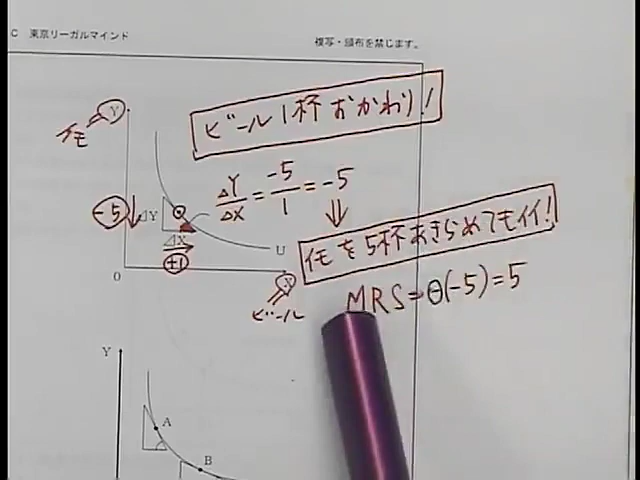 C 東京リーガルマインド
複写・頒布を禁じます。
ビール1杯おかわり!
Y
イモ
ΔY/ΔX = -5/1 = -5
-5
ΔY
ΔX
+1
U
イモを5杯あきらめてもイイ!
0
X
ビール
MRS=⊖(-5)=5
Y
A
B